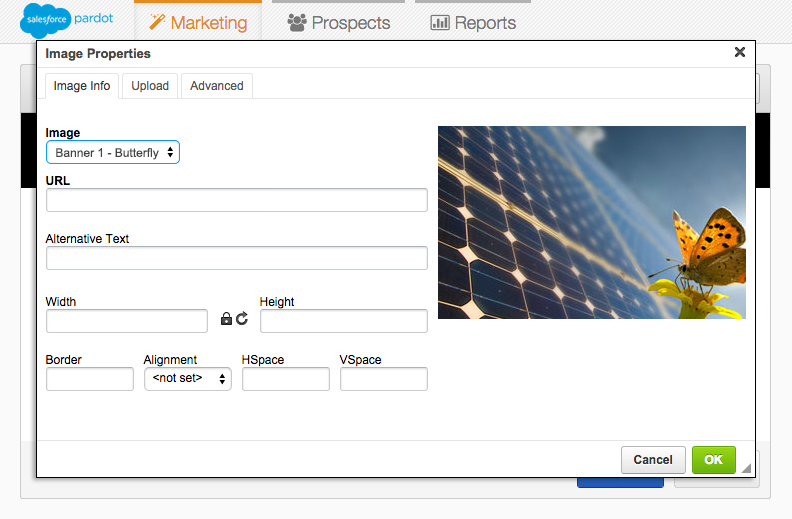 salesforce pardot
Marketing
Prospects
Reports
Image Properties
Image Info
Upload
Advanced
Image
Banner 1 - Butterfly
URL
Alternative Text
Width
Height
Border
Alignment
HSpace
VSpace
<not set>
Cancel
OK